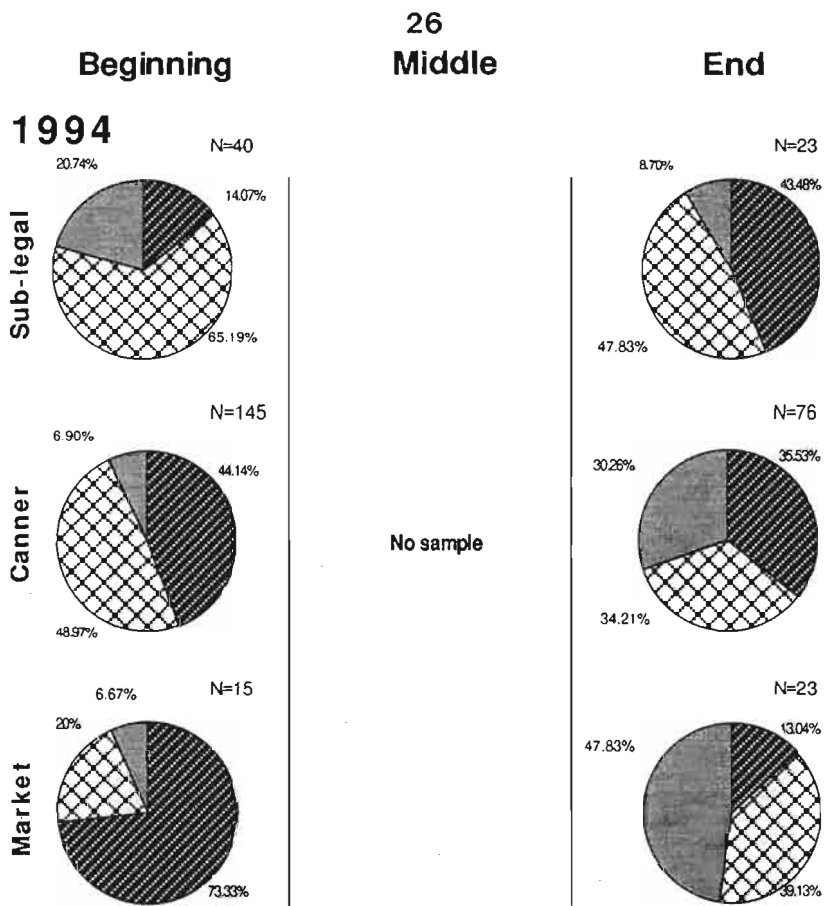 26
Beginning Middle End
1994
Sub-legal
N=40
20.74%
14.07%
65.19%
N=23
8.70%
43.48%
47.83%
Canner
N=145
6.90%
44.14%
48.97%
No sample
N=76
30.26%
35.53%
34.21%
Market
N=15
6.67%
20%
73.33%
N=23
47.83%
13.04%
39.13%